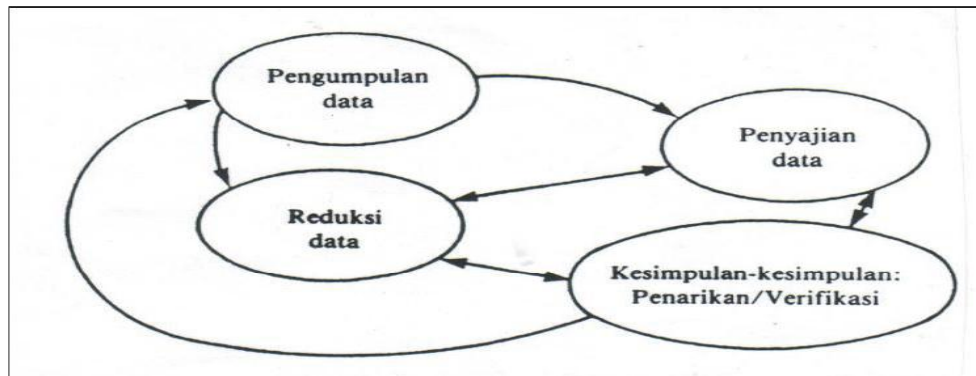 Pengumpulan
data
Penyajian
data
Reduksi
data
Kesimpulan-kesimpulan:
Penarikan/Verifikasi